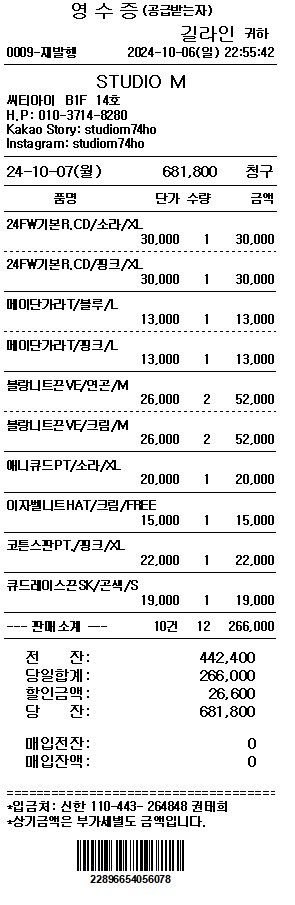 영 수 증 (공급받는자)
길라인 귀하
0009-재발행 2024-10-06(일) 22:55:42
STUDIO M
씨티아이 B1F 14호
H.P: 010-3714-8280
Kakao Story: studiom74ho
Instagram: studiom74ho
24-10-07(월) 681,800 청구
품명 단가 수량 금액
24FW기본R.CD/소라/XL
30,000 1 30,000
24FW기본R.CD/핑크/XL
30,000 1 30,000
메이단가라T/블루/L
13,000 1 13,000
메이단가라T/핑크/L
13,000 1 13,000
블랑니트끈VE/연곤/M
26,000 2 52,000
블랑니트끈VE/크림/M
26,000 2 52,000
애니큐드PT/소라/XL
20,000 1 20,000
이자벨니트HAT/크림/FREE
15,000 1 15,000
코튼스판PT./핑크/XL
22,000 1 22,000
큐드레이스끈SK/곤색/S
19,000 1 19,000
--- 판매소계 --- 10건 12 266,000
전 잔: 442,400
당일합계: 266,000
할인금액: 26,600
당 잔: 681,800
매입전잔: 0
매입잔액: 0
======================================
*입금처: 신한 110-443- 264848 권태희
*상기금액은 부가세별도 금액입니다.
22896654056078